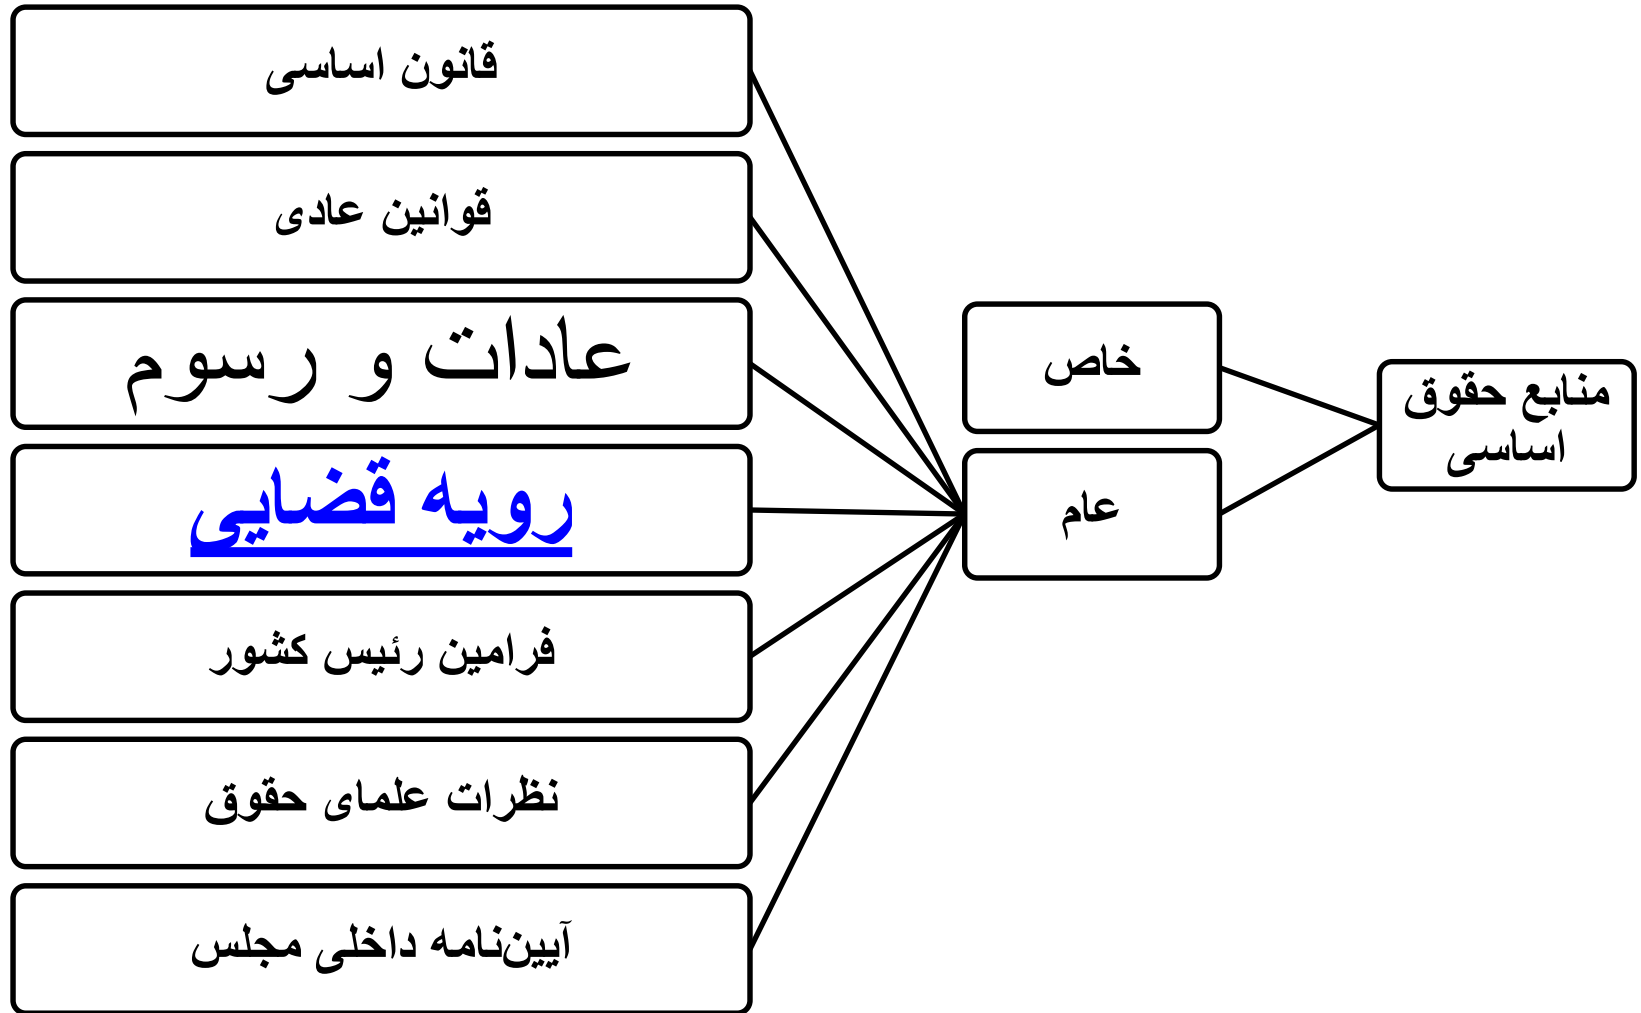 منابع حقوق
اساسی
خاص
عام
قانون اساسی
قوانین عادی
عادات و رسوم
رویه قضایی
فرامین رئیس کشور
نظرات علمای حقوق
آیین‌نامه داخلی مجلس